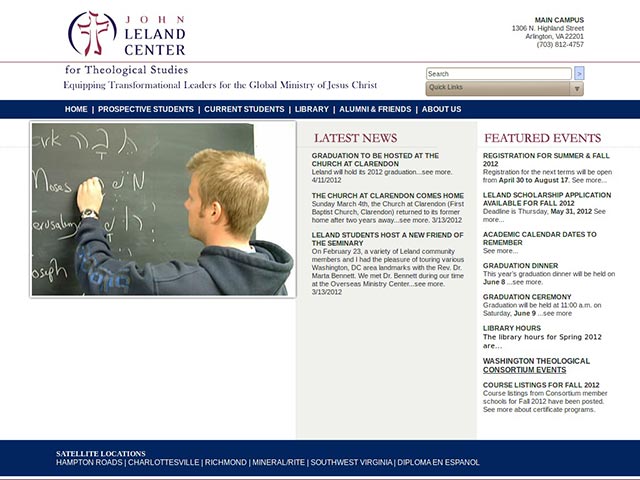 JOHN
LELAND
CENTER
for Theological Studies
Equipping Transformational Leaders for the Global Ministry of Jesus Christ
MAIN CAMPUS
1306 N. Highland Street
Arlington, VA 22201
(703) 812-4757
Search
>
Quick Links
HOME | PROSPECTIVE STUDENTS | CURRENT STUDENTS | LIBRARY | ALUMNI & FRIENDS | ABOUT US
Moses
Jerusalem
Joseph
LATEST NEWS
GRADUATION TO BE HOSTED AT THE
CHURCH AT CLARENDON
Leland will hold its 2012 graduation...see more.
4/11/2012
THE CHURCH AT CLARENDON COMES HOME
Sunday March 4th, the Church at Clarendon (First
Baptist Church, Clarendon) returned to its former
home after two years away...see more. 3/13/2012
LELAND STUDENTS HOST A NEW FRIEND OF
THE SEMINARY
On February 23, a variety of Leland community
members and I had the pleasure of touring various
Washington, DC area landmarks with the Rev. Dr.
Marta Bennett. We met Dr. Bennett during our time
at the Overseas Ministry Center...see more.
3/13/2012
FEATURED EVENTS
REGISTRATION FOR SUMMER & FALL
2012
Registration for the next terms will be open
from April 30 to August 17. See more...
LELAND SCHOLARSHIP APPLICATION
AVAILABLE FOR FALL 2012
Deadline is Thursday, May 31, 2012 See
more...
ACADEMIC CALENDAR DATES TO
REMEMBER
See more...
GRADUATION DINNER
This year's graduation dinner will be held on
June 8 ...see more.
GRADUATION CEREMONY
Graduation will be held at 11:00 a.m. on
Saturday, June 9 ...see more
LIBRARY HOURS
The library hours for Spring 2012
are...
WASHINGTON THEOLOGICAL
CONSORTIUM EVENTS
COURSE LISTINGS FOR FALL 2012
Course listings from Consortium member
schools for Fall 2012 have been posted.
See more about certificate programs.
SATELLITE LOCATIONS
HAMPTON ROADS | CHARLOTTESVILLE | RICHMOND | MINERAL/RITE | SOUTHWEST VIRGINIA | DIPLOMA EN ESPANOL